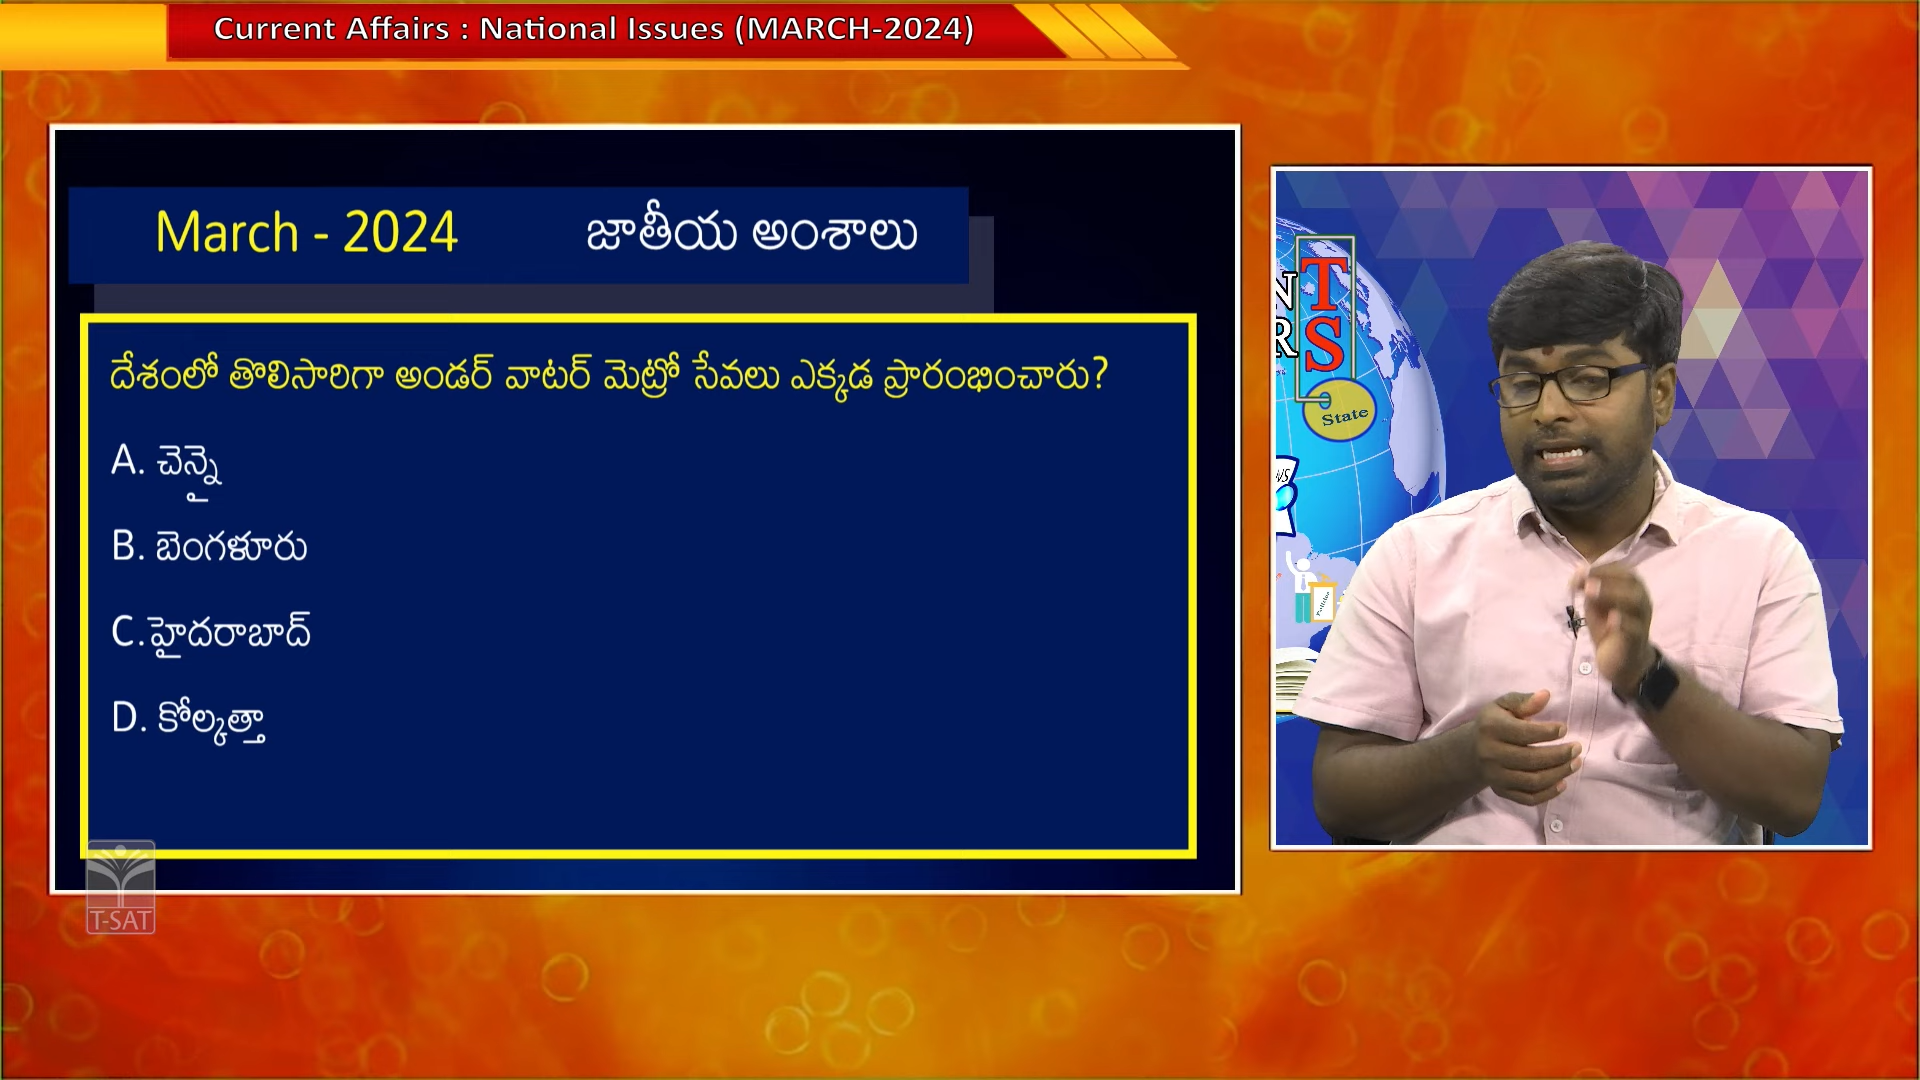 Current Affairs : National Issues (MARCH-2024)
March - 2024 జాతీయ అంశాలు
దేశంలో తొలిసారిగా అండర్ వాటర్ మెట్రో సేవలు ఎక్కడ ప్రారంభించారు?
A. చెన్నై
B. బెంగళూరు
C.హైదరాబాద్
D. కోల్కత్తా
T-SAT
TS
State